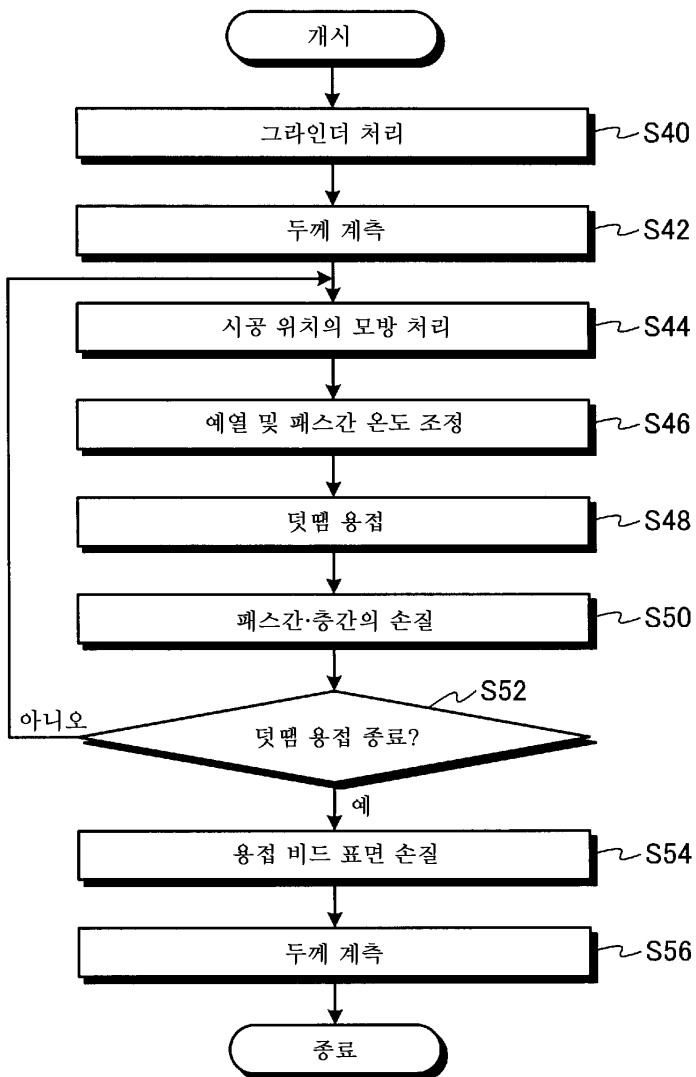 개시
그라인더 처리 S40
두께 계측 S42
시공 위치의 모방 처리 S44
예열 및 패스간 온도 조정 S46
덧땜 용접 S48
패스간·층간의 손질 S50
S52
아니오
덧땜 용접 종료?
예
용접 비드 표면 손질 S54
두께 계측 S56
종료